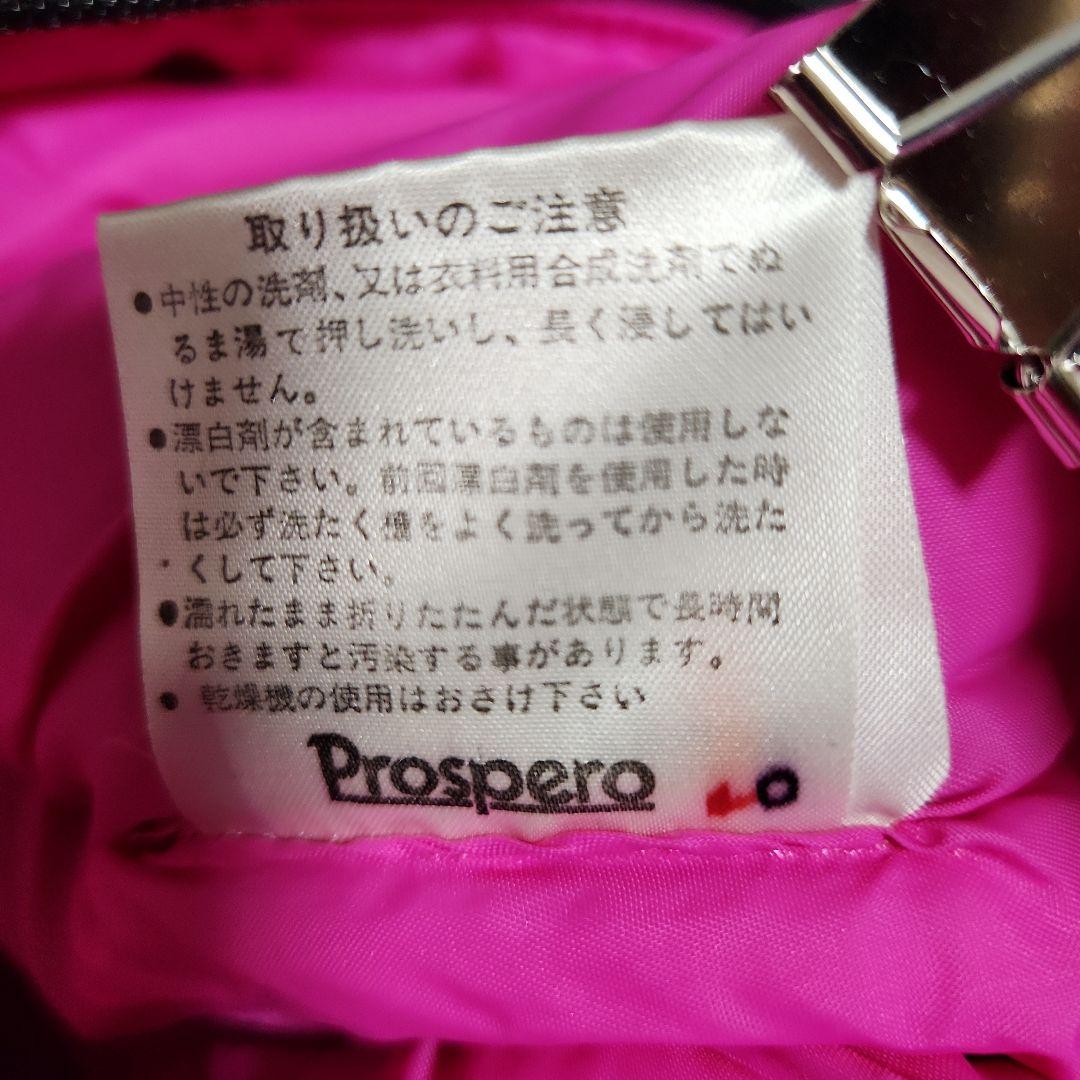 取り扱いのご注意
●中性の洗剤、又は衣料用合成洗剤でぬ
るま湯で押し洗いし、長く浸してはい
けません。
●漂白剤が含まれているものは使用しな
いで下さい。前回漂白剤を使用した時
は必ず洗たく機をよく洗ってから洗た
くして下さい。
●濡れたまま折りたたんだ状態で長時間
おきますと汚染する事があります。
●乾燥機の使用はおさけ下さい
Prospero